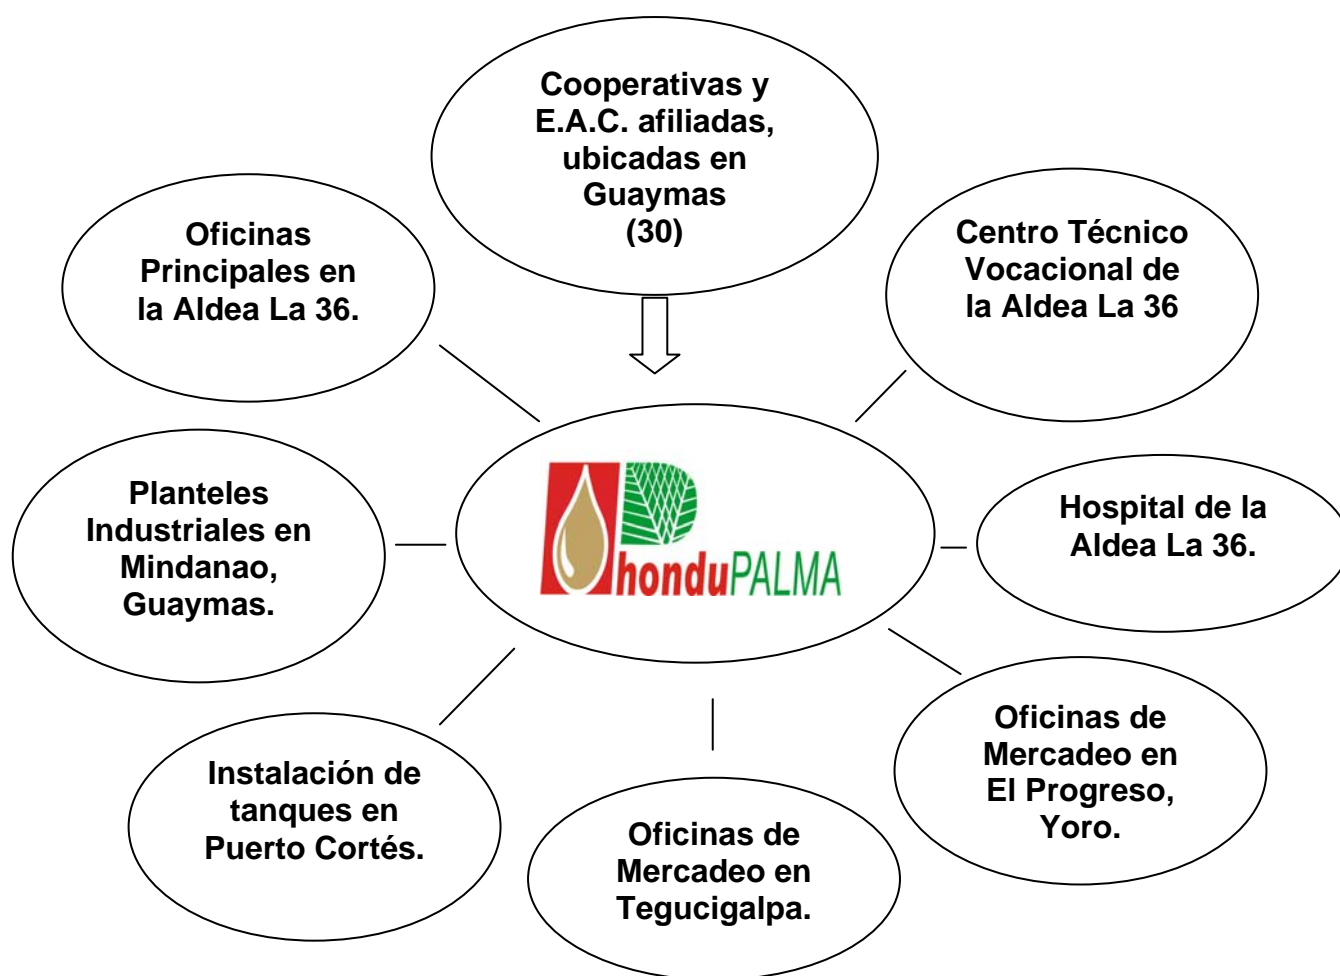 Cooperativas y
E.A.C. afiliadas,
ubicadas en
Guaymas
(30)
Oficinas
Principales en
la Aldea La 36.
Centro Técnico
Vocacional de
la Aldea La 36
Planteles
Industriales en
Mindanao,
Guaymas.
honduPALMA
Hospital de la
Aldea La 36.
Instalación de
tanques en
Puerto Cortés.
Oficinas de
Mercadeo en
Tegucigalpa.
Oficinas de
Mercadeo en
El Progreso,
Yoro.